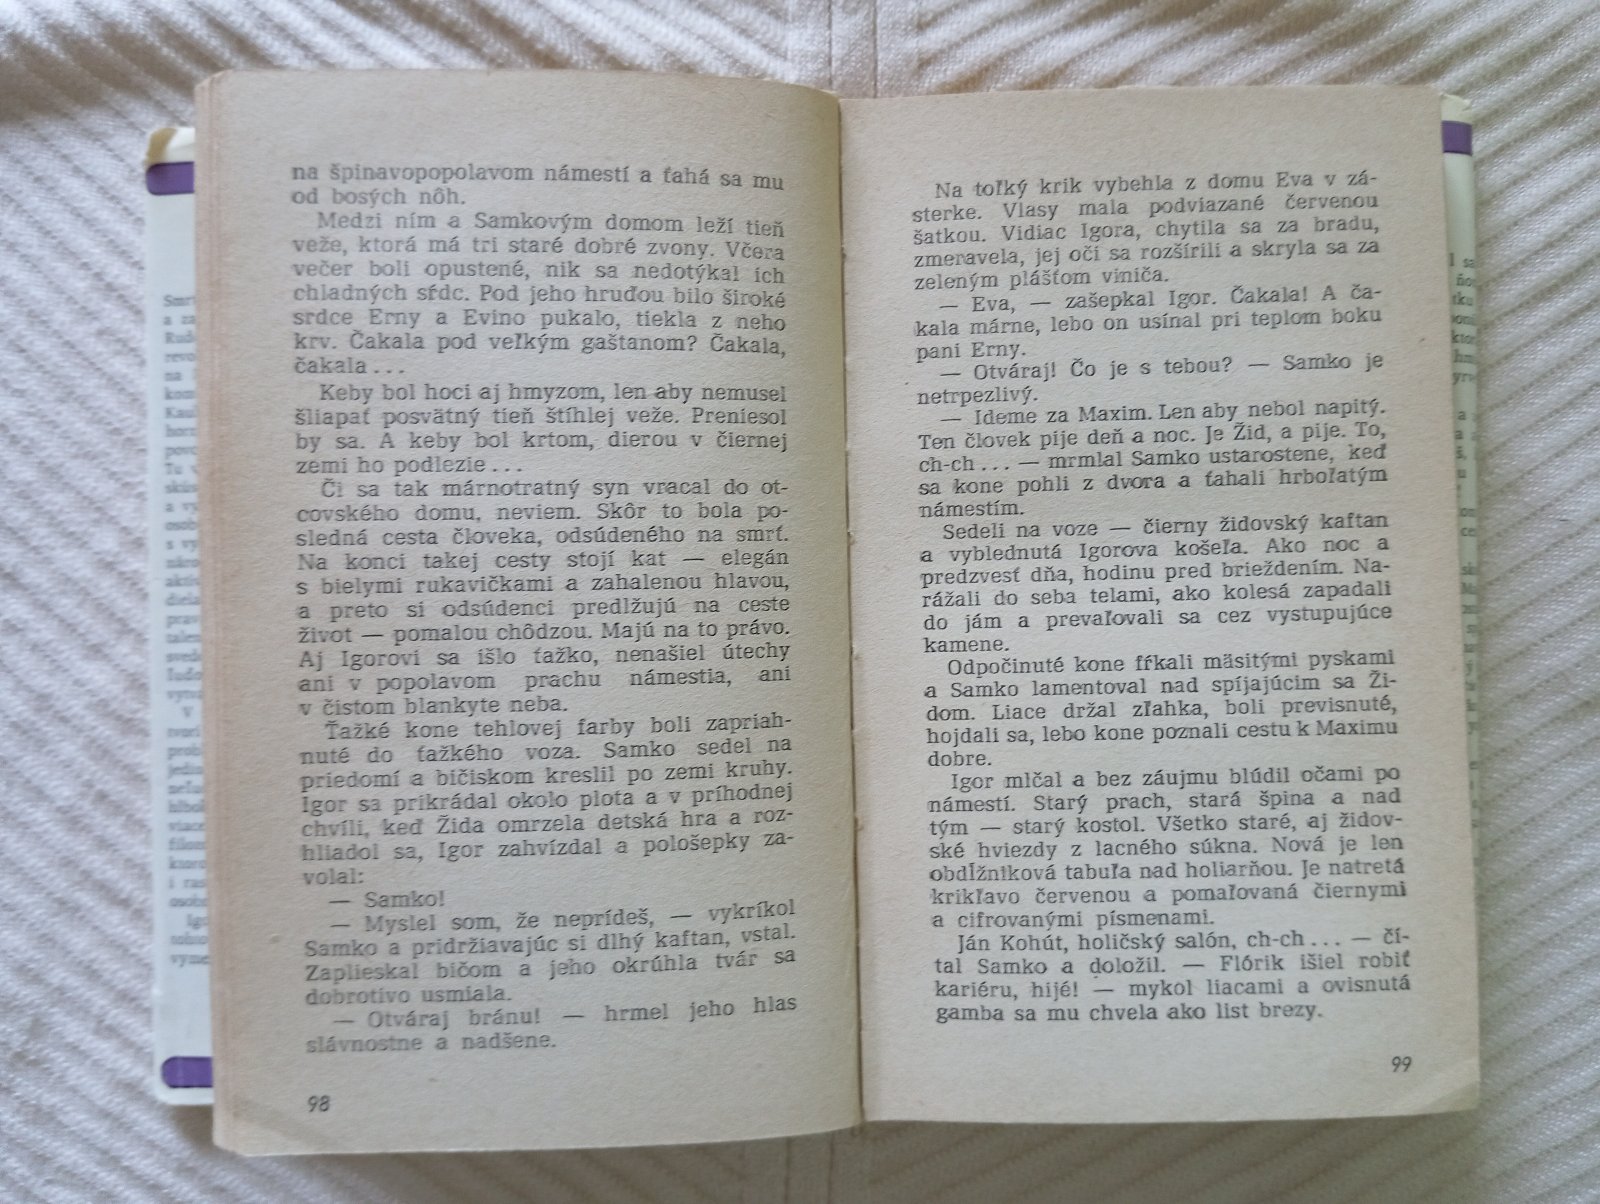 na špinavopopolavom námestí a ťahá sa mu
od bosých nôh.
Medzi ním a Samkovým domom leží tieň
veže, ktorá má tri staré dobré zvony. Včera
večer boli opustené, nik sa nedotýkal ich
chladných sŕdc. Pod jeho hruďou bilo široké
srdce Erny a Evino pukalo, tiekla z neho
krv. Čakala pod veľkým gaštanom? Čakala,
čakala...
Keby bol hoci aj hmyzom, len aby nemusel
šliapať posvätný tieň štíhlej veže. Preniesol
by sa. A keby bol krtom, dierou v čiernej
zemi ho podlezie...
Či sa tak márnotratný syn vracal do ot-
covského domu, neviem. Skôr to bola po-
sledná cesta človeka, odsúdeného na smrť.
Na konci takej cesty stojí kat — elegán
s bielymi rukavičkami a zahalenou hlavou,
a preto si odsúdenci predlžujú na ceste
život — pomalou chôdzou. Majú na to právo.
Aj Igorovi sa išlo ťažko, nenašiel útechy
ani v popolavom prachu námestia, ani
v čistom blankyte neba.
Ťažké kone tehlovej farby boli zapriah-
nuté do ťažkého voza. Samko sedel na
priedomí a bičiskom kreslil po zemi kruhy.
Igor sa prikrádal okolo plota a v príhodnej
chvíli, keď Žida omrzela detská hra a roz-
hliadol sa, Igor zahvízdal a pološepky za-
volal:
— Samko!
— Myslel som, že neprídeš, — vykríkol
Samko a pridržiavajúc si dlhý kaftan, vstal.
Zaplieskal bičom a jeho okrúhla tvár sa
dobrotivo usmiala.
— Otváraj bránu! — hrmel jeho hlas
slávnostne a nadšene.
98
Na toľký krik vybehla z domu Eva v zá-
sterke. Vlasy mala podviazané červenou
šatkou. Vidiac Igora, chytila sa za bradu,
zmeravela, jej oči sa rozšírili a skryla sa za
zeleným plášťom viniča.
— Eva, — zašepkal Igor. Čakala! A ča-
kala márne, lebo on usínal pri teplom boku
pani Erny.
— Otváraj! Čo je s tebou? — Samko je
netrpezlivý.
— Ideme za Maxim. Len aby nebol napitý.
Ten človek pije deň a noc. Je Žid, a pije. To,
ch-ch... — mrmlal Samko ustarostene, keď
sa kone pohli z dvora a ťahali hrboľatým
námestím.
Sedeli na voze — čierny židovský kaftan
a vyblednutá Igorova košeľa. Ako noc a
predzvesť dňa, hodinu pred brieždením. Na-
rážali do seba telami, ako kolesá zapadali
do jám a prevaľovali sa cez vystupujúce
kamene.
Odpočinuté kone fŕkali mäsitými pyskami
a Samko lamentoval nad spíjajúcim sa Ži-
dom. Liace držal zľahka, boli previsnuté,
hojdali sa, lebo kone poznali cestu k Maximu
dobre.
Igor mlčal a bez záujmu blúdil očami po
námestí. Starý prach, stará špina a nad
tým — starý kostol. Všetko staré, aj židov-
ské hviezdy z lacného súkna. Nová je len
obdĺžniková tabuľa nad holiarňou. Je natretá
krikľavo červenou a pomaľovaná čiernymi
a cifrovanými písmenami.
Ján Kohút, holičský salón, ch-ch... — čí-
tal Samko a doložil. — Flórik išiel robiť
kariéru, hijé! — mykol liacami a ovisnutá
gamba sa mu chvela ako list brezy.
99